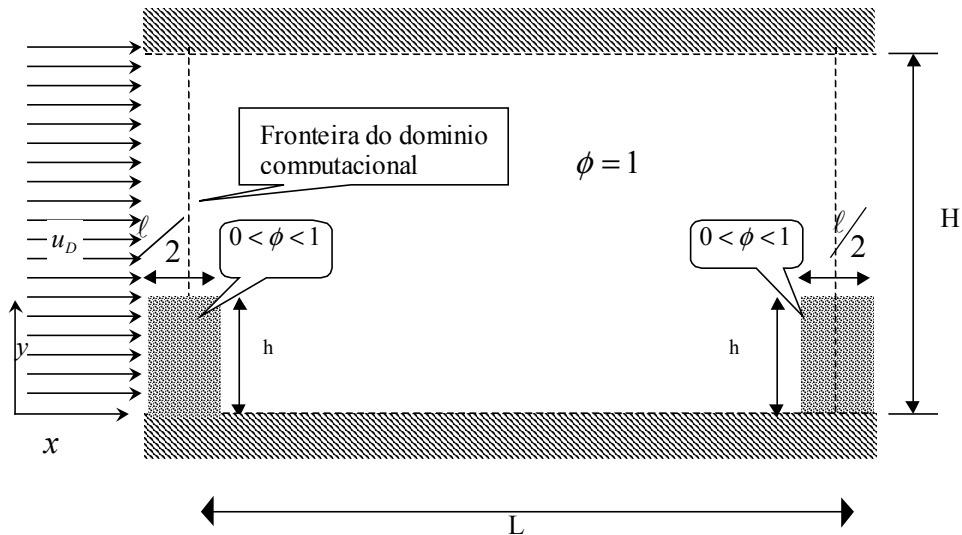 Fronteira do dominio
computacional
ϕ = 1
H
u_D
ℓ/2
0 < ϕ < 1
0 < ϕ < 1
ℓ/2
y
h
h
x
L